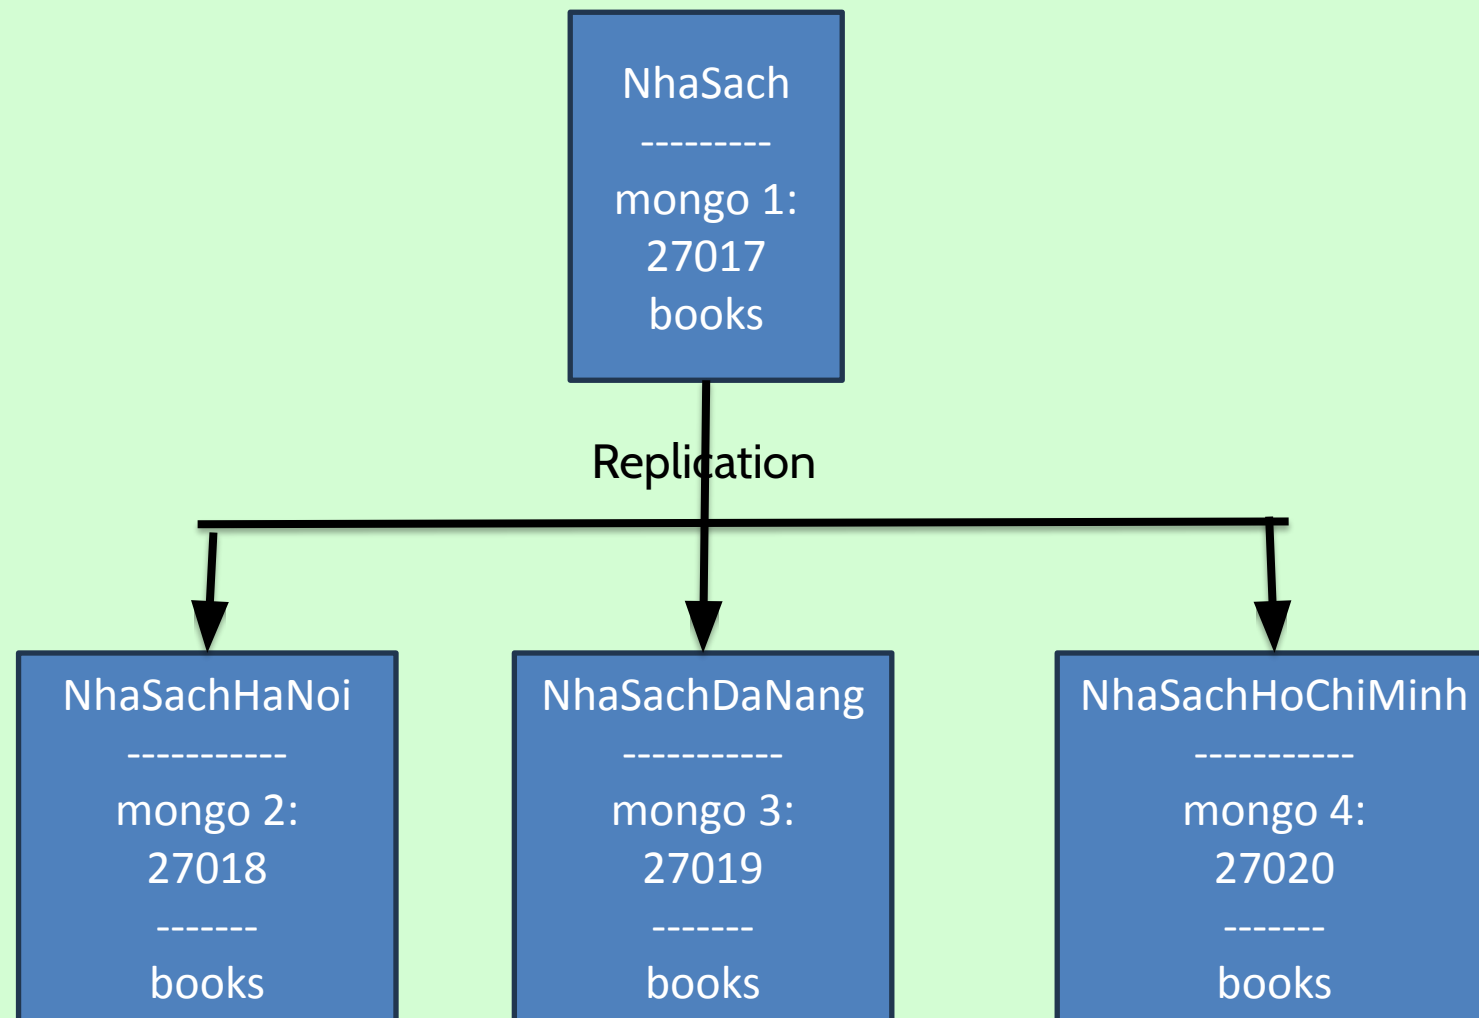 NhaSach
---------
mongo 1:
27017
books
Replication
NhaSachHaNoi
-----------
mongo 2:
27018
-------
books
NhaSachDaNang
-----------
mongo 3:
27019
-------
books
NhaSachHoChiMinh
-----------
mongo 4:
27020
-------
books